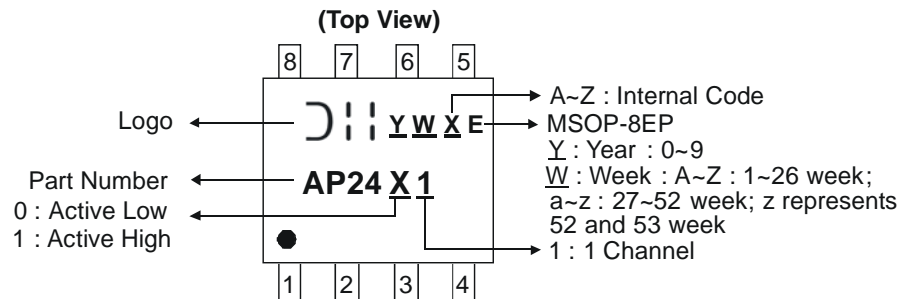 (Top View)
8 7 6 5
A~Z : Internal Code
Logo
Y W X E
MSOP-8EP
Y : Year : 0~9
W : Week : A~Z : 1~26 week;
a~z : 27~52 week; z represents
52 and 53 week
Part Number
AP24 X 1
0 : Active Low
1 : Active High
1 : 1 Channel
1 2 3 4